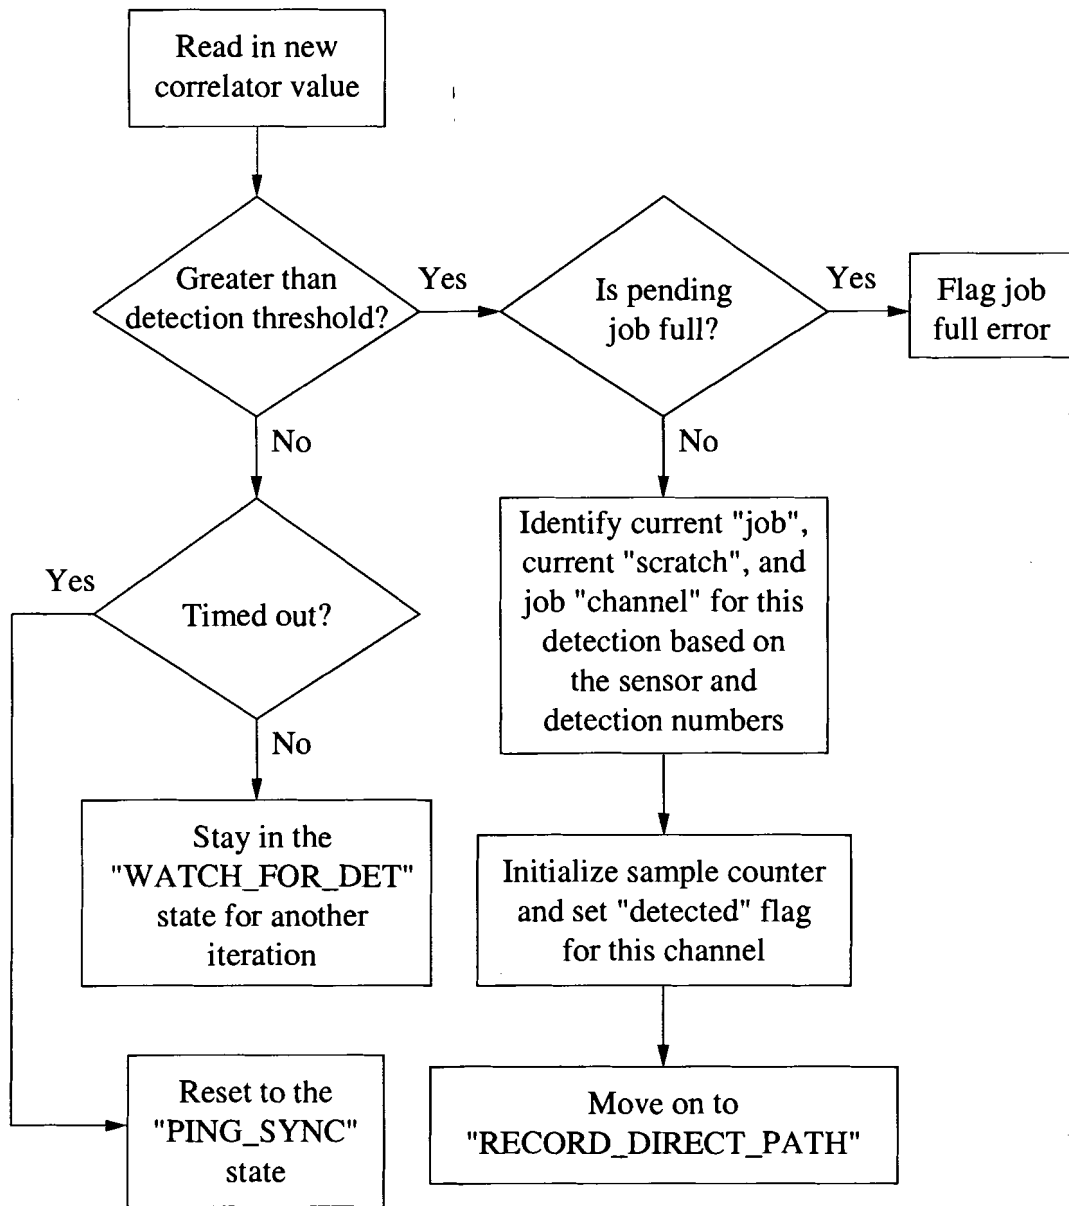 Read in new
correlator value
Greater than
detection threshold?
Yes
Is pending
job full?
Yes
Flag job
full error
No
No
Identify current "job",
current "scratch", and
job "channel" for this
detection based on
the sensor and
detection numbers
Yes
Timed out?
No
Stay in the
"WATCH_FOR_DET"
state for another
iteration
Initialize sample counter
and set "detected" flag
for this channel
Reset to the
"PING_SYNC"
state
Move on to
"RECORD_DIRECT_PATH"